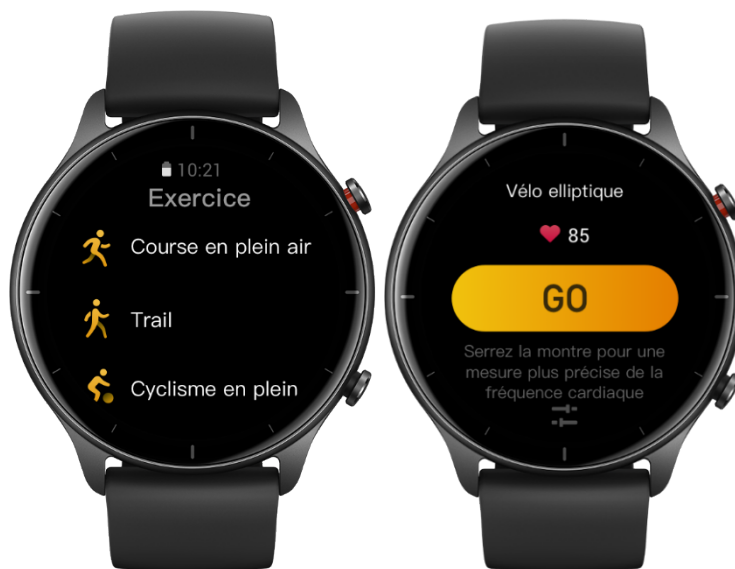 10:21
Exercice
Course en plein air
Trail
Cyclisme en plein
Vélo elliptique
85
GO
Serrez la montre pour une
mesure plus précise de la
fréquence cardiaque